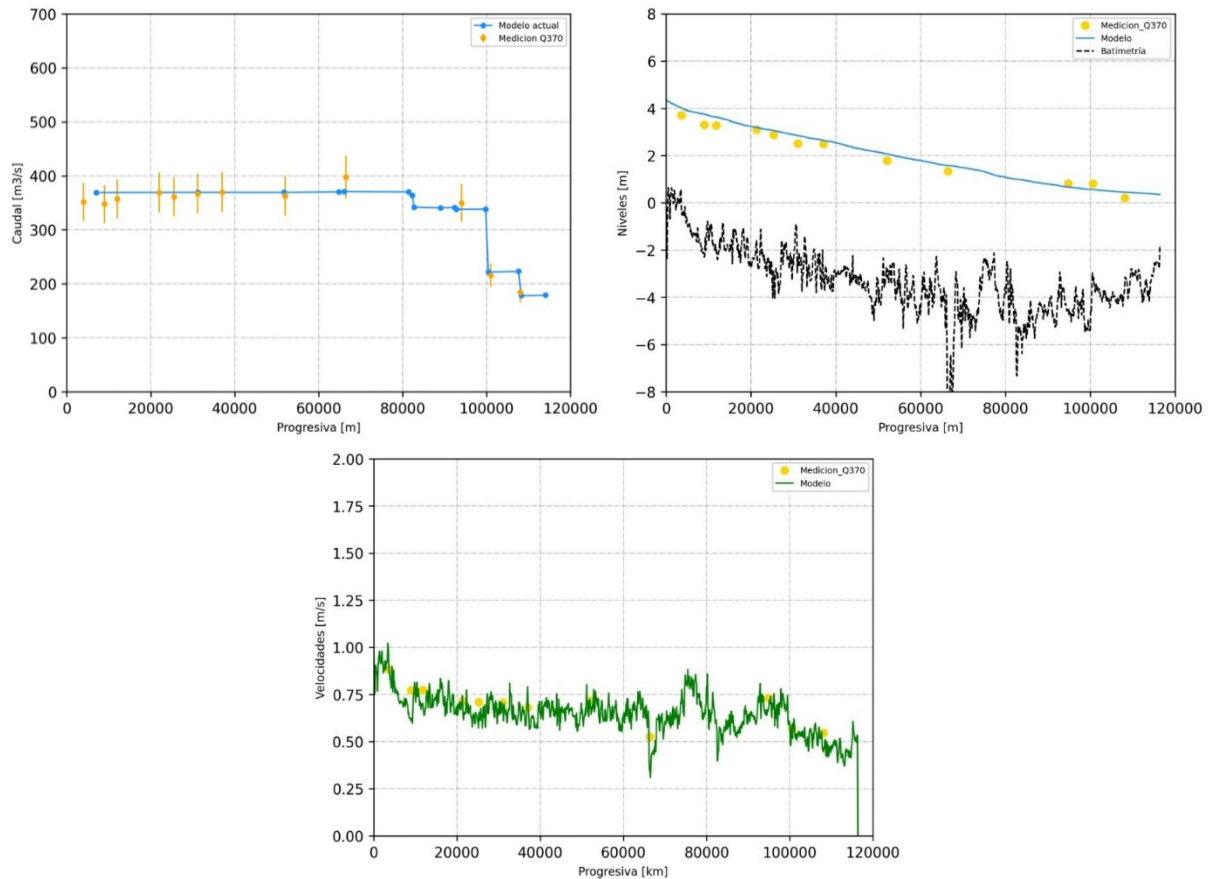 700
600
500
400
300
200
100
0
Caudal [m3/s]
Modelo actual
Medicion Q370
0 20000 40000 60000 80000 100000 120000
Progresiva [m]
8
6
4
2
0
−2
−4
−6
−8
Niveles [m]
Medicion_Q370
Modelo
Batimetría
0 20000 40000 60000 80000 100000 120000
Progresiva [m]
2.00
1.75
1.50
1.25
1.00
0.75
0.50
0.25
0.00
Velocidades [m/s]
Medicion_Q370
Modelo
0 20000 40000 60000 80000 100000 120000
Progresiva [km]